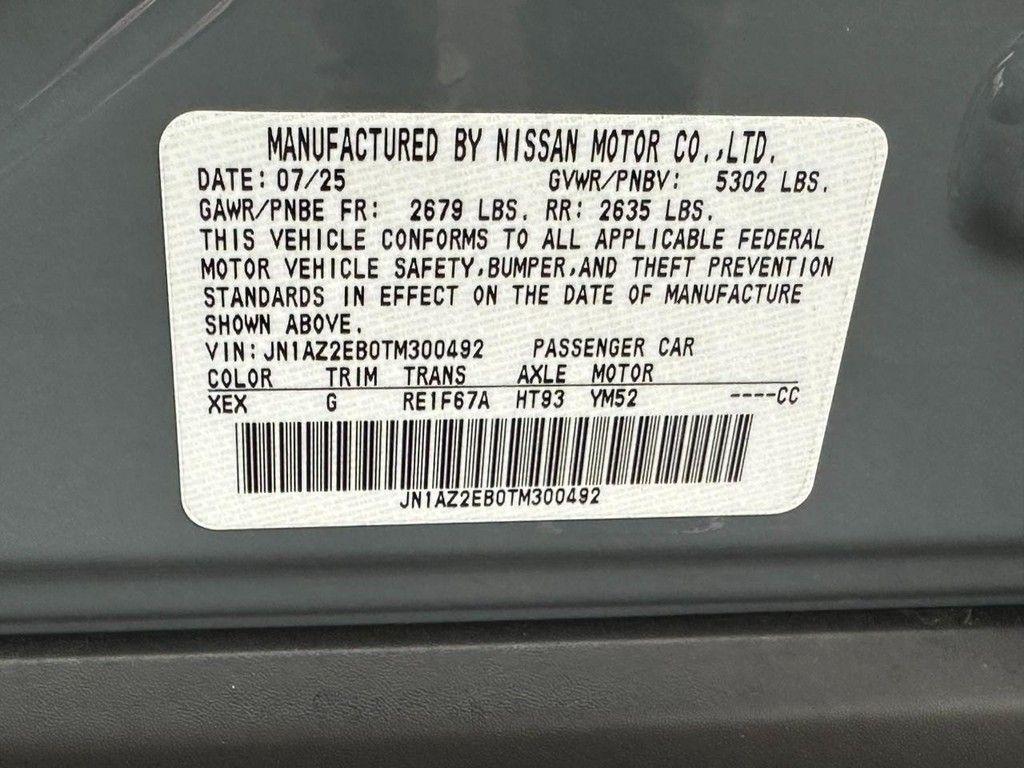 MANUFACTURED BY NISSAN MOTOR CO.,LTD.
DATE: 07/25 GVWR/PNBV: 5302 LBS.
GAWR/PNBE FR: 2679 LBS. RR: 2635 LBS.
THIS VEHICLE CONFORMS TO ALL APPLICABLE FEDERAL
MOTOR VEHICLE SAFETY,BUMPER,AND THEFT PREVENTION
STANDARDS IN EFFECT ON THE DATE OF MANUFACTURE
SHOWN ABOVE.
VIN: JN1AZ2EB0TM300492 PASSENGER CAR
COLOR TRIM TRANS AXLE MOTOR
XEX G RE1F67A HT93 YM52 ----CC
JN1AZ2EB0TM300492